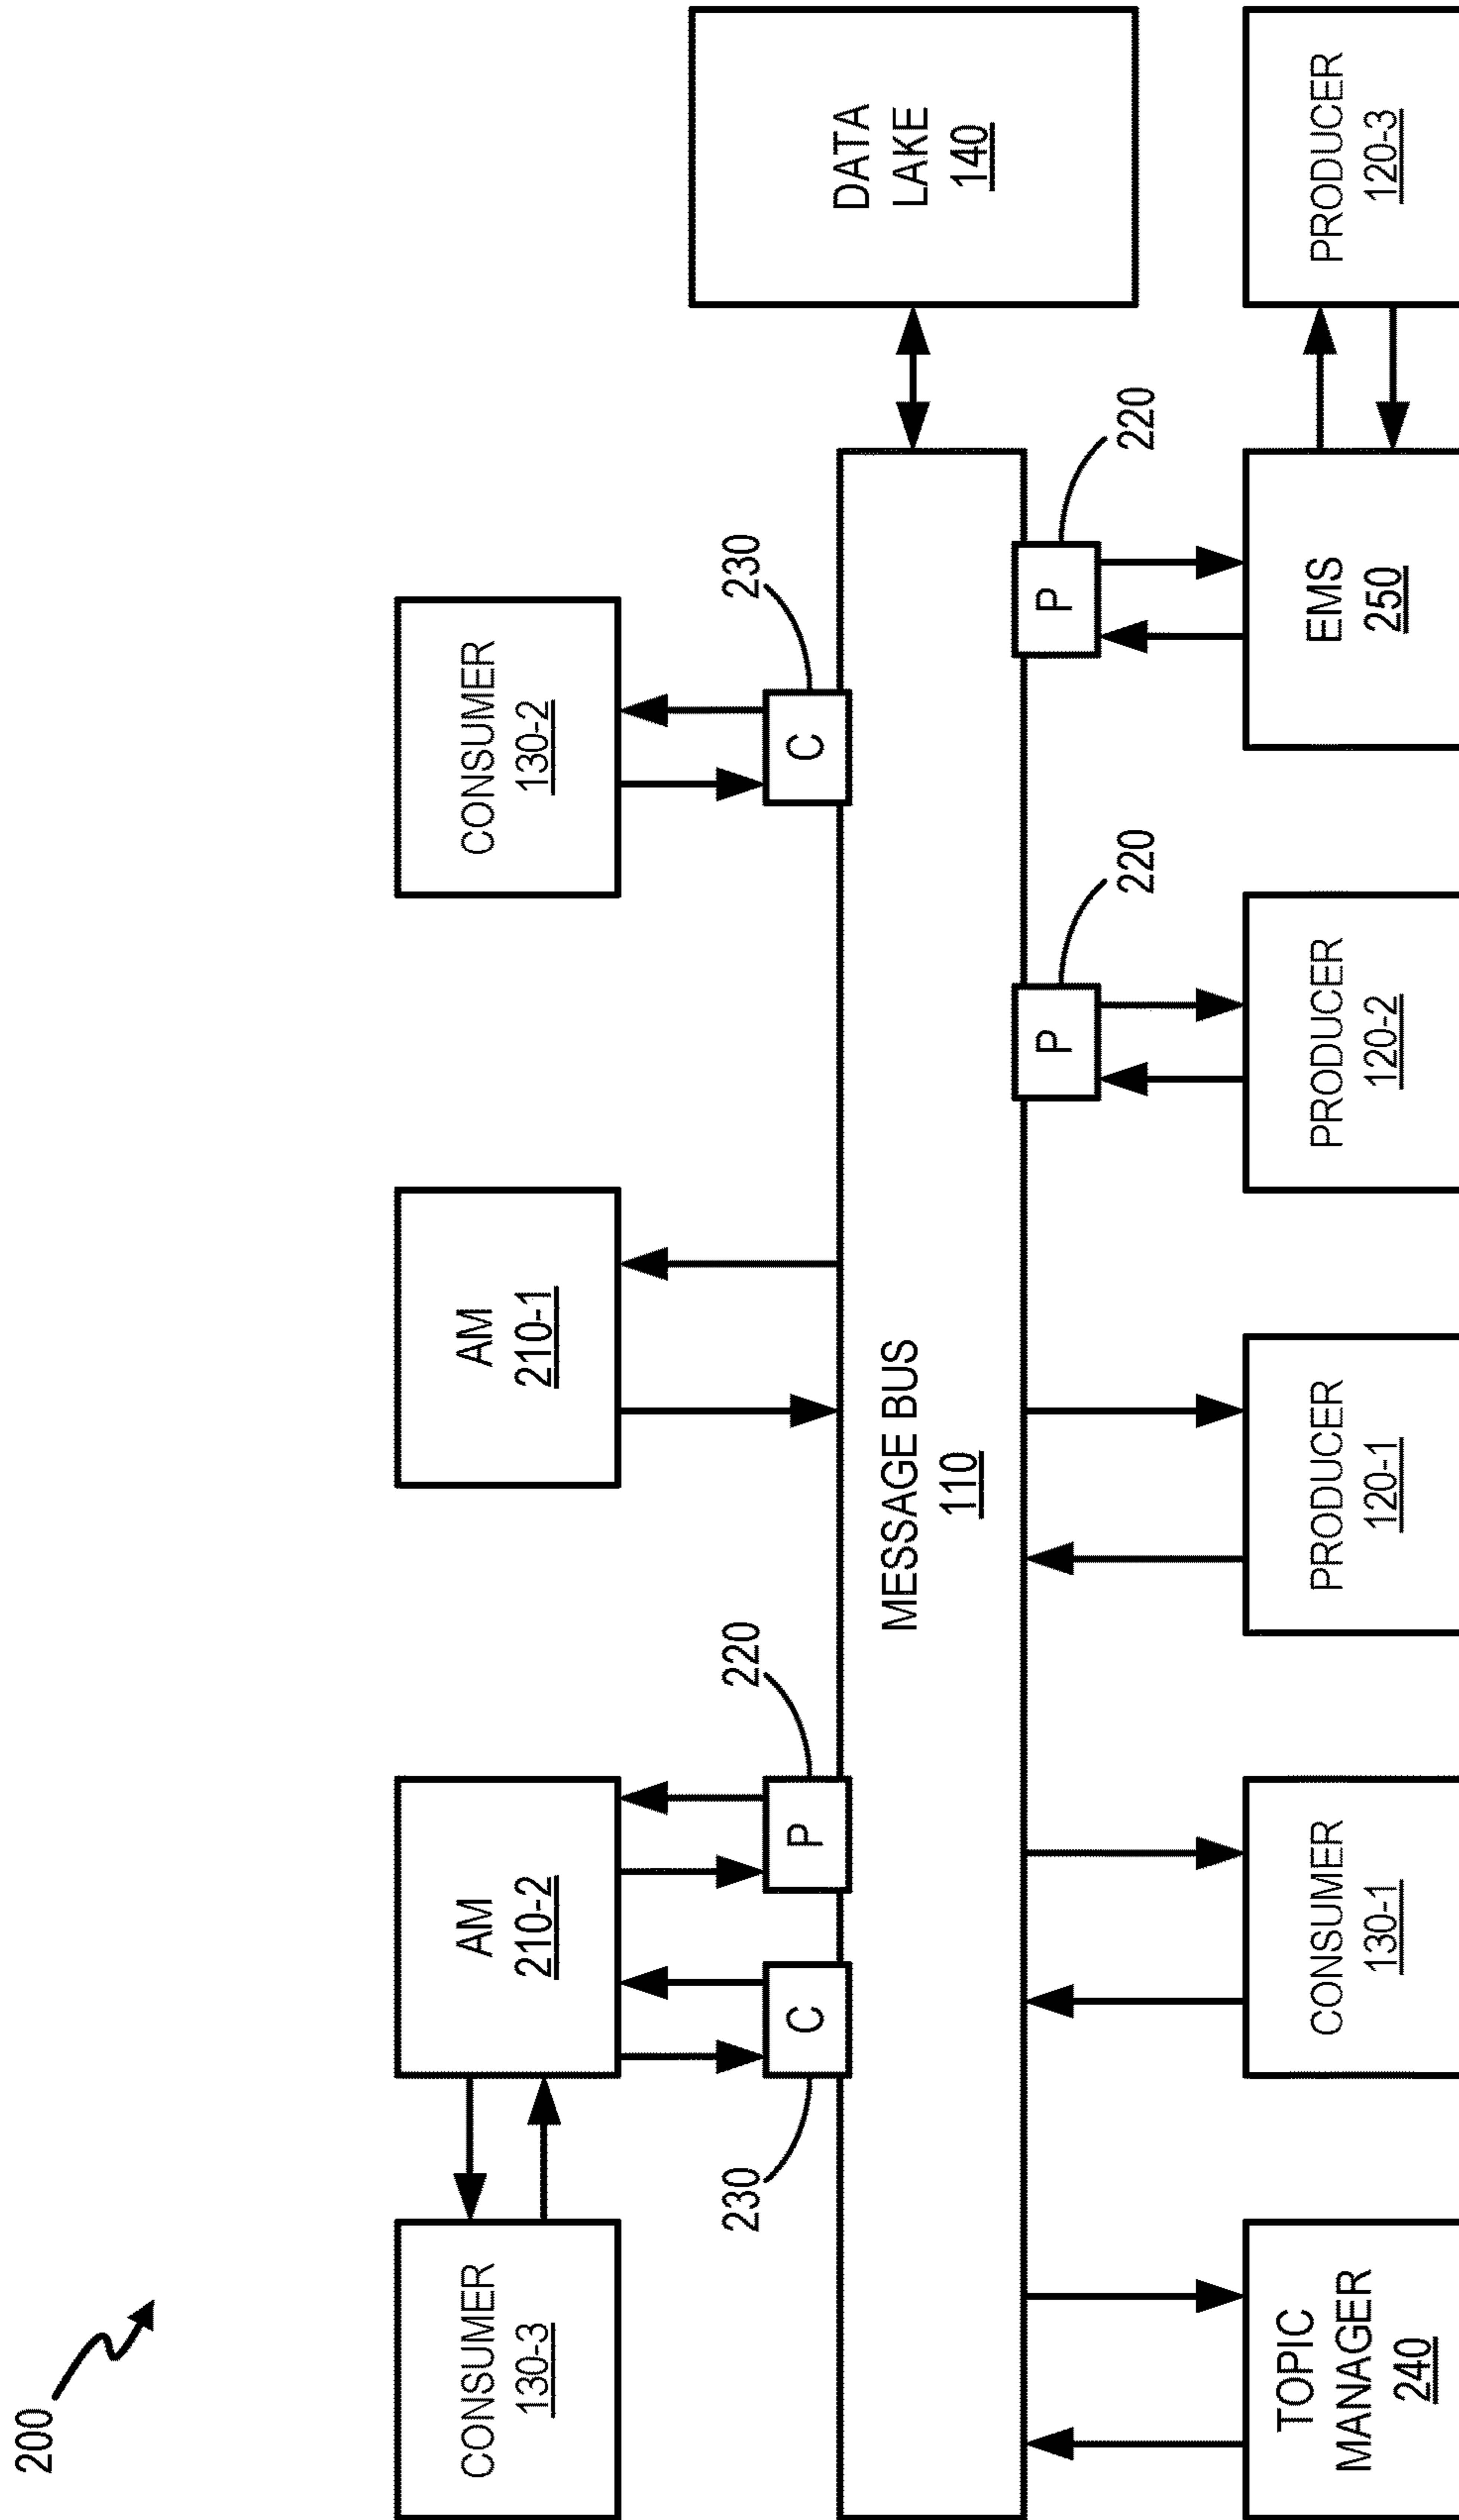 200
CONSUMER
130-3
AM
210-2
AM
210-1
CONSUMER
130-2
230
C
220
P
230
C
MESSAGE BUS
110
DATA
LAKE
140
P
220
P
220
TOPIC
MANAGER
240
CONSUMER
130-1
PRODUCER
120-1
PRODUCER
120-2
EMS
250
PRODUCER
120-3